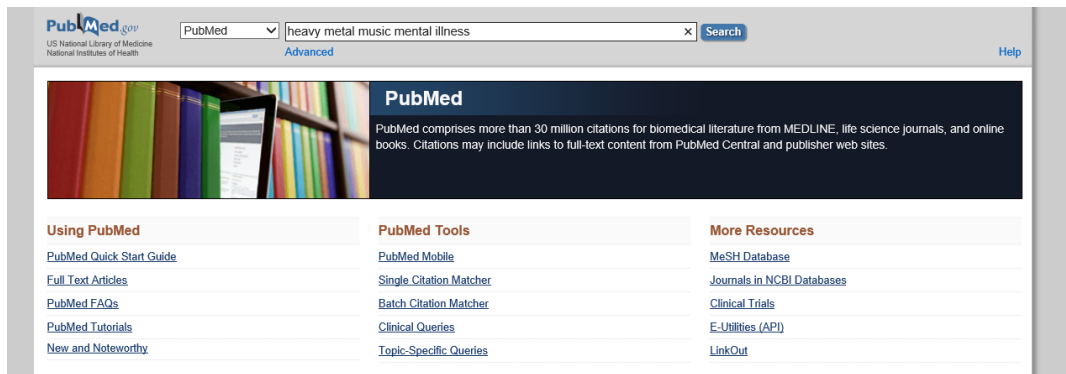 PubMed.gov
US National Library of Medicine
National Institutes of Health
PubMed
heavy metal music mental illness
×
Search
Advanced
Help
PubMed
PubMed comprises more than 30 million citations for biomedical literature from MEDLINE, life science journals, and online
books. Citations may include links to full-text content from PubMed Central and publisher web sites.
Using PubMed
PubMed Quick Start Guide
Full Text Articles
PubMed FAQs
PubMed Tutorials
New and Noteworthy
PubMed Tools
PubMed Mobile
Single Citation Matcher
Batch Citation Matcher
Clinical Queries
Topic-Specific Queries
More Resources
MeSH Database
Journals in NCBI Databases
Clinical Trials
E-Utilities (API)
LinkOut